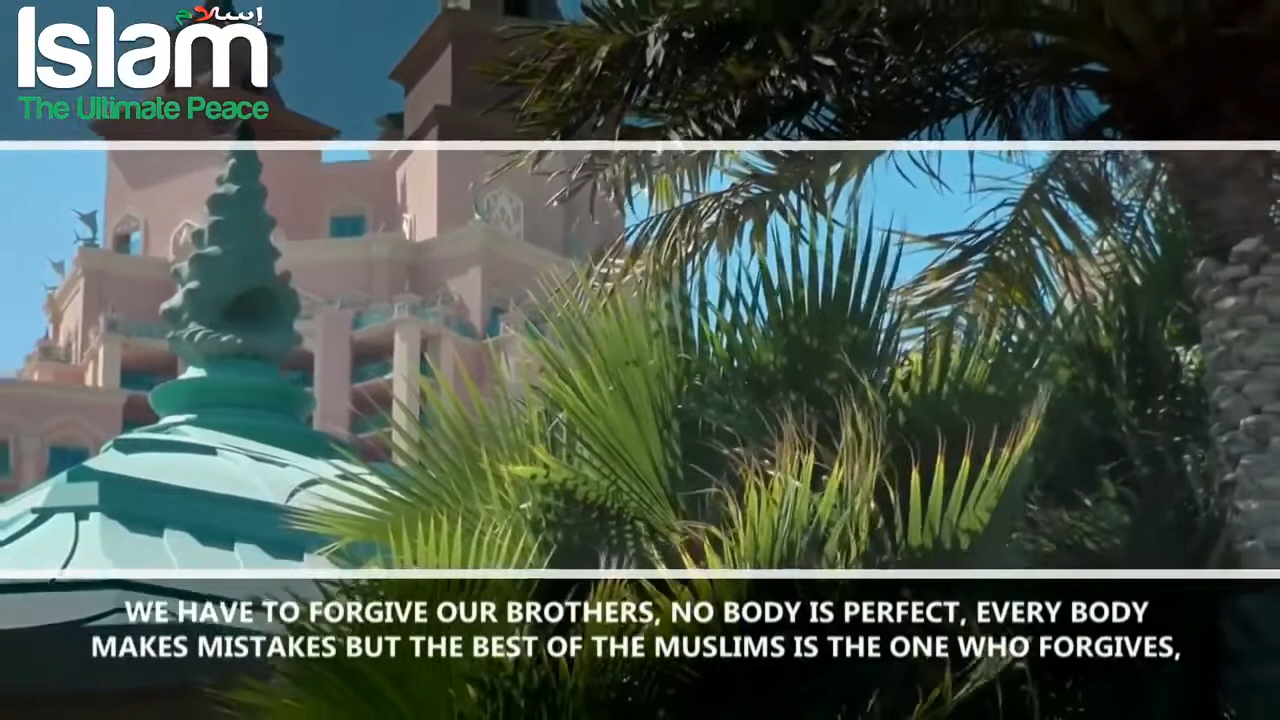 إسلام
Islam
The Ultimate Peace
WE HAVE TO FORGIVE OUR BROTHERS, NO BODY IS PERFECT, EVERY BODY
MAKES MISTAKES BUT THE BEST OF THE MUSLIMS IS THE ONE WHO FORGIVES,